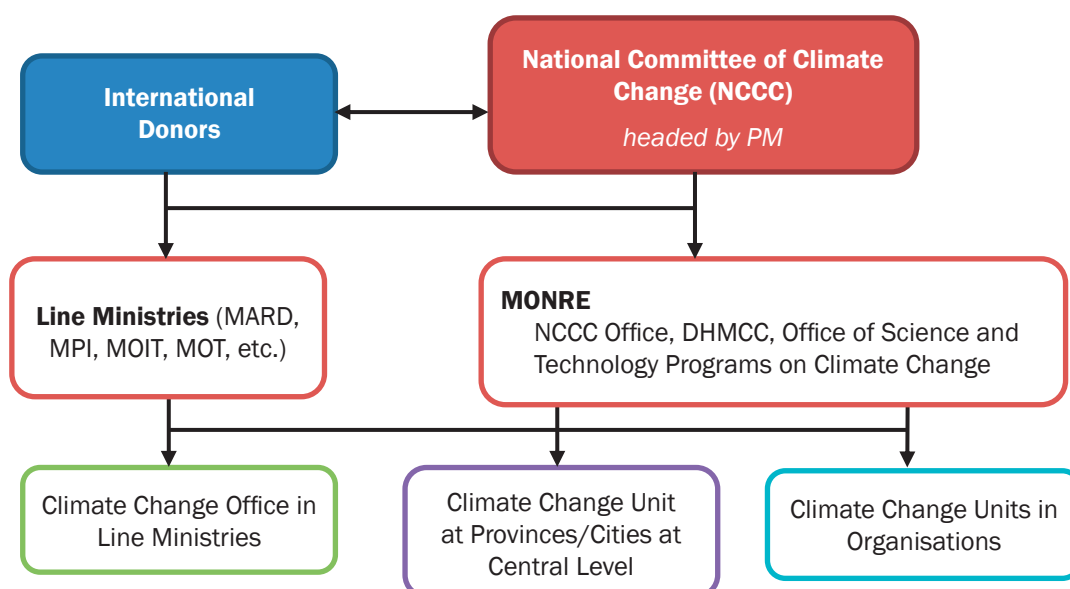 International
Donors
National Committee of Climate
Change (NCCC)
headed by PM
Line Ministries (MARD,
MPI, MOIT, MOT, etc.)
MONRE
NCCC Office, DHMCC, Office of Science and
Technology Programs on Climate Change
Climate Change Office in
Line Ministries
Climate Change Unit
at Provinces/Cities at
Central Level
Climate Change Units in
Organisations